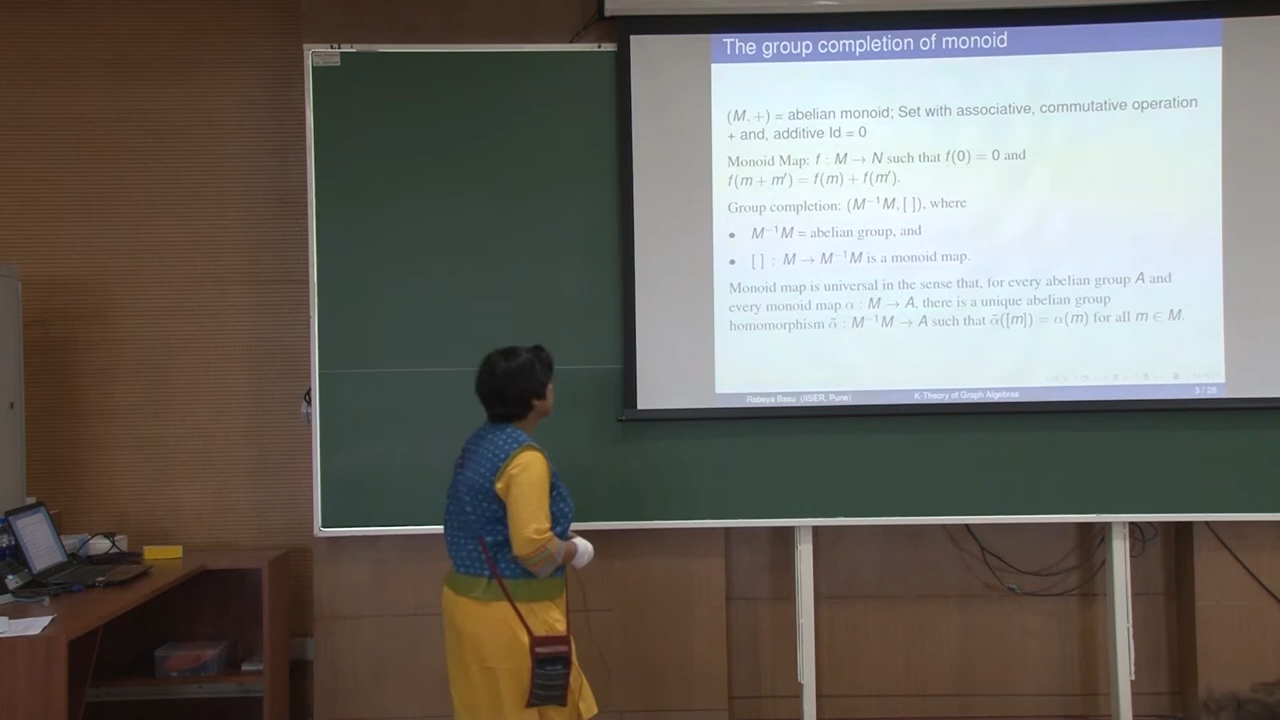 The group completion of monoid
(M, +) = abelian monoid; Set with associative, commutative operation
+ and, additive Id = 0
Monoid Map: f : M → N such that f(0) = 0 and
f(m + m′) = f(m) + f(m′).
Group completion: (M⁻¹M, [ ]), where
• M⁻¹M = abelian group, and
• [ ] : M → M⁻¹M is a monoid map.
Monoid map is universal in the sense that, for every abelian group A and
every monoid map α : M → A, there is a unique abelian group
homomorphism α̃ : M⁻¹M → A such that α̃([m]) = α(m) for all m ∈ M.
Rabeya Basu (IISER, Pune) K-Theory of Graph Algebras 3 / 28